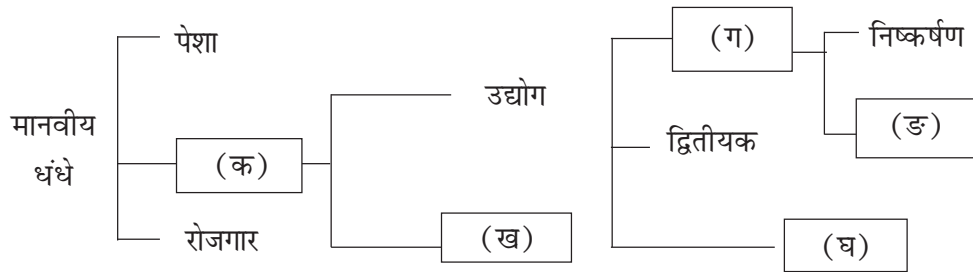 पेशा
मानवीय
धंधे
(क)
रोजगार
उद्योग
(ख)
(ग)
निष्कर्षण
(ङ)
द्वितीयक
(घ)